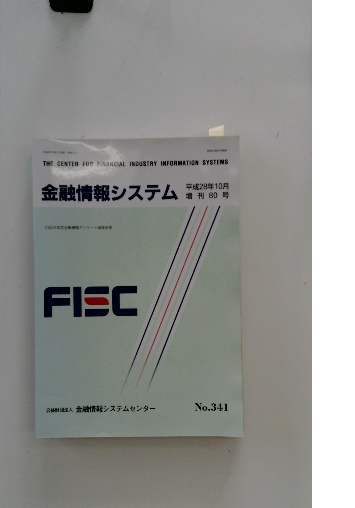 THE CENTER FOR FINANCIAL INDUSTRY INFORMATION SYSTEMS
金融情報システム
平成28年10月
増刊80号
FISC
公益財団法人 金融情報システムセンター
No.341